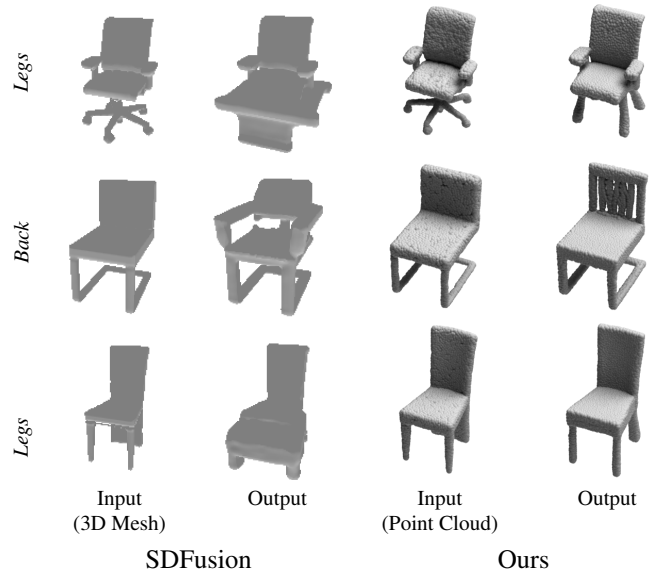 Legs
Back
Legs
Input
(3D Mesh)
Output
Input
(Point Cloud)
Output
SDFusion
Ours